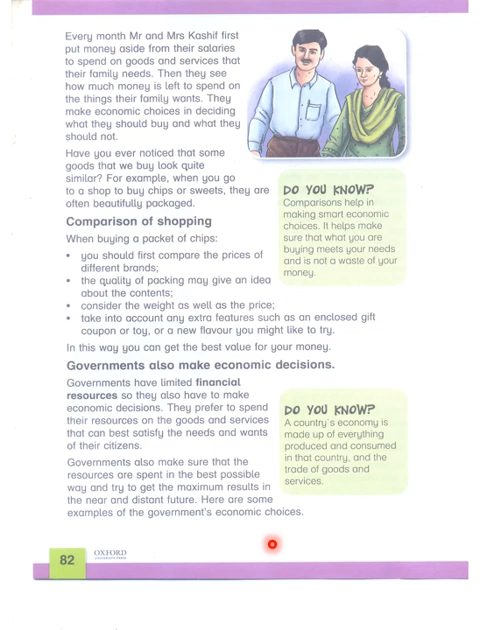 Every month Mr and Mrs Kashif first
put money aside from their salaries
to spend on goods and services that
their family needs. Then they see
how much money is left to spend on
the things their family wants. They
make economic choices in deciding
what they should buy and what they
should not.
Have you ever noticed that some
goods that we buy look quite
similar? For example, when you go
to a shop to buy chips or sweets, they are
often beautifully packaged.
DO YOU KNOW?
Comparisons help in
making smart economic
choices. It helps make
sure that what you are
buying meets your needs
and is not a waste of your
money.
Comparison of shopping
When buying a packet of chips:
• you should first compare the prices of
different brands;
• the quality of packing may give an idea
about the contents;
• consider the weight as well as the price;
• take into account any extra features such as an enclosed gift
coupon or toy, or a new flavour you might like to try.
In this way you can get the best value for your money.
Governments also make economic decisions.
Governments have limited financial
resources so they also have to make
economic decisions. They prefer to spend
their resources on the goods and services
that can best satisfy the needs and wants
of their citizens.
DO YOU KNOW?
A country's economy is
made up of everything
produced and consumed
in that country, and the
trade of goods and
services.
Governments also make sure that the
resources are spent in the best possible
way and try to get the maximum results in
the near and distant future. Here are some
examples of the government's economic choices.
82
OXFORD
UNIVERSITY PRESS